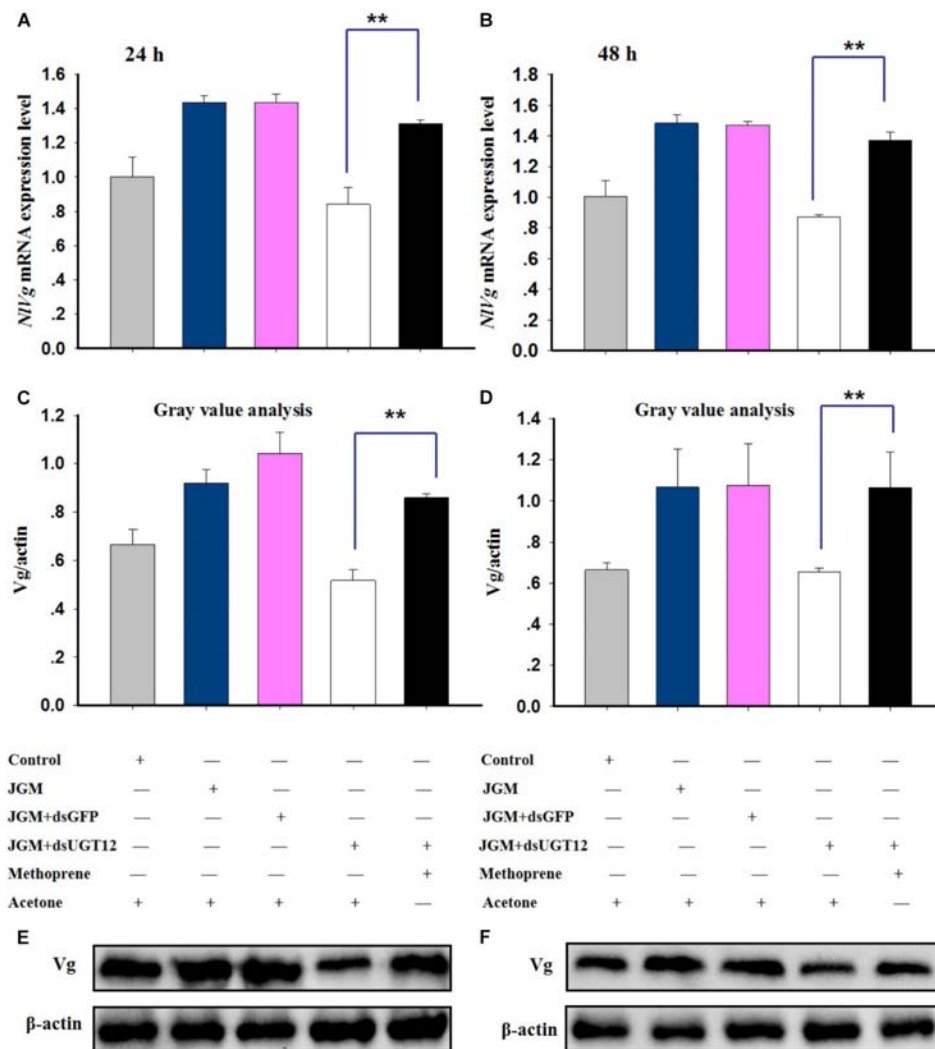 A
B
24 h
**
48 h
**
NlVg mRNA expression level
1.6
1.4
1.2
1.0
.8
.6
.4
.2
0.0
NlVg mRNA expression level
1.8
1.6
1.4
1.2
1.0
.8
.6
.4
.2
0.0
C
D
Gray value analysis
**
Gray value analysis
**
Vg/actin
1.2
1.0
.8
.6
.4
.2
0.0
Vg/actin
1.4
1.2
1.0
.8
.6
.4
.2
0.0
Control + — — — —
JGM — + — — —
JGM+dsGFP — — + — —
JGM+dsUGT12 — — — + +
Methoprene — — — — +
Acetone + + + + —
Control + — — — —
JGM — + — — —
JGM+dsGFP — — + — —
JGM+dsUGT12 — — — + +
Methoprene — — — — +
Acetone + + + + —
E
Vg
β-actin
F
Vg
β-actin